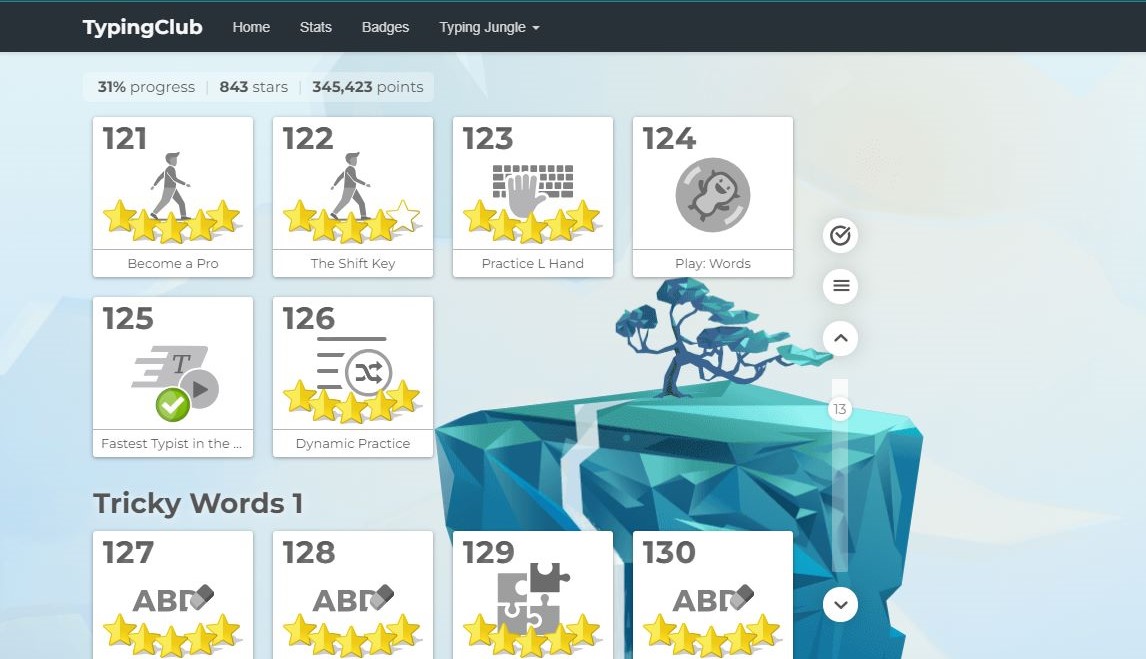 TypingClub Home Stats Badges Typing Jungle
31% progress | 843 stars | 345,423 points
121 122 123 124
Become a Pro The Shift Key Practice L Hand Play: Words
125 126
T
13
Fastest Typist in the ... Dynamic Practice
Tricky Words 1
127 128 129 130
ABD ABD ABD